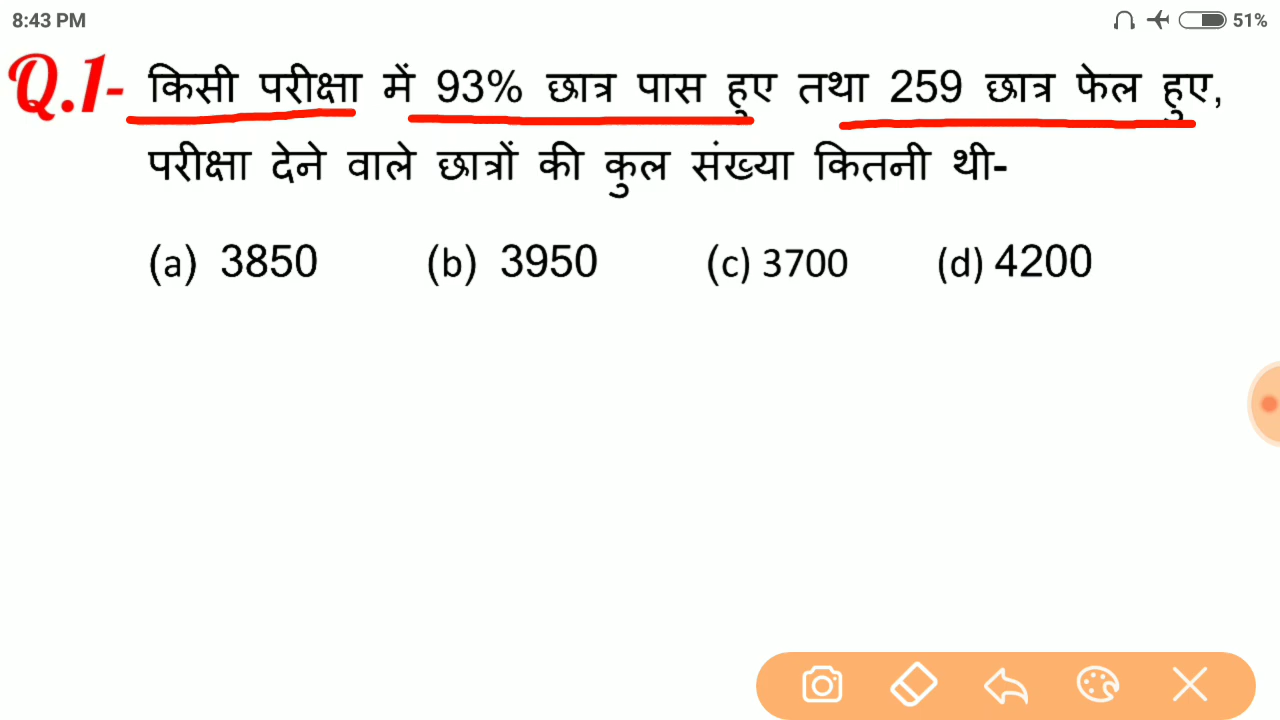 8:43 PM 51%
Q.1- किसी परीक्षा में 93% छात्र पास हुए तथा 259 छात्र फेल हुए,
परीक्षा देने वाले छात्रों की कुल संख्या कितनी थी-
(a) 3850 (b) 3950 (c) 3700 (d) 4200